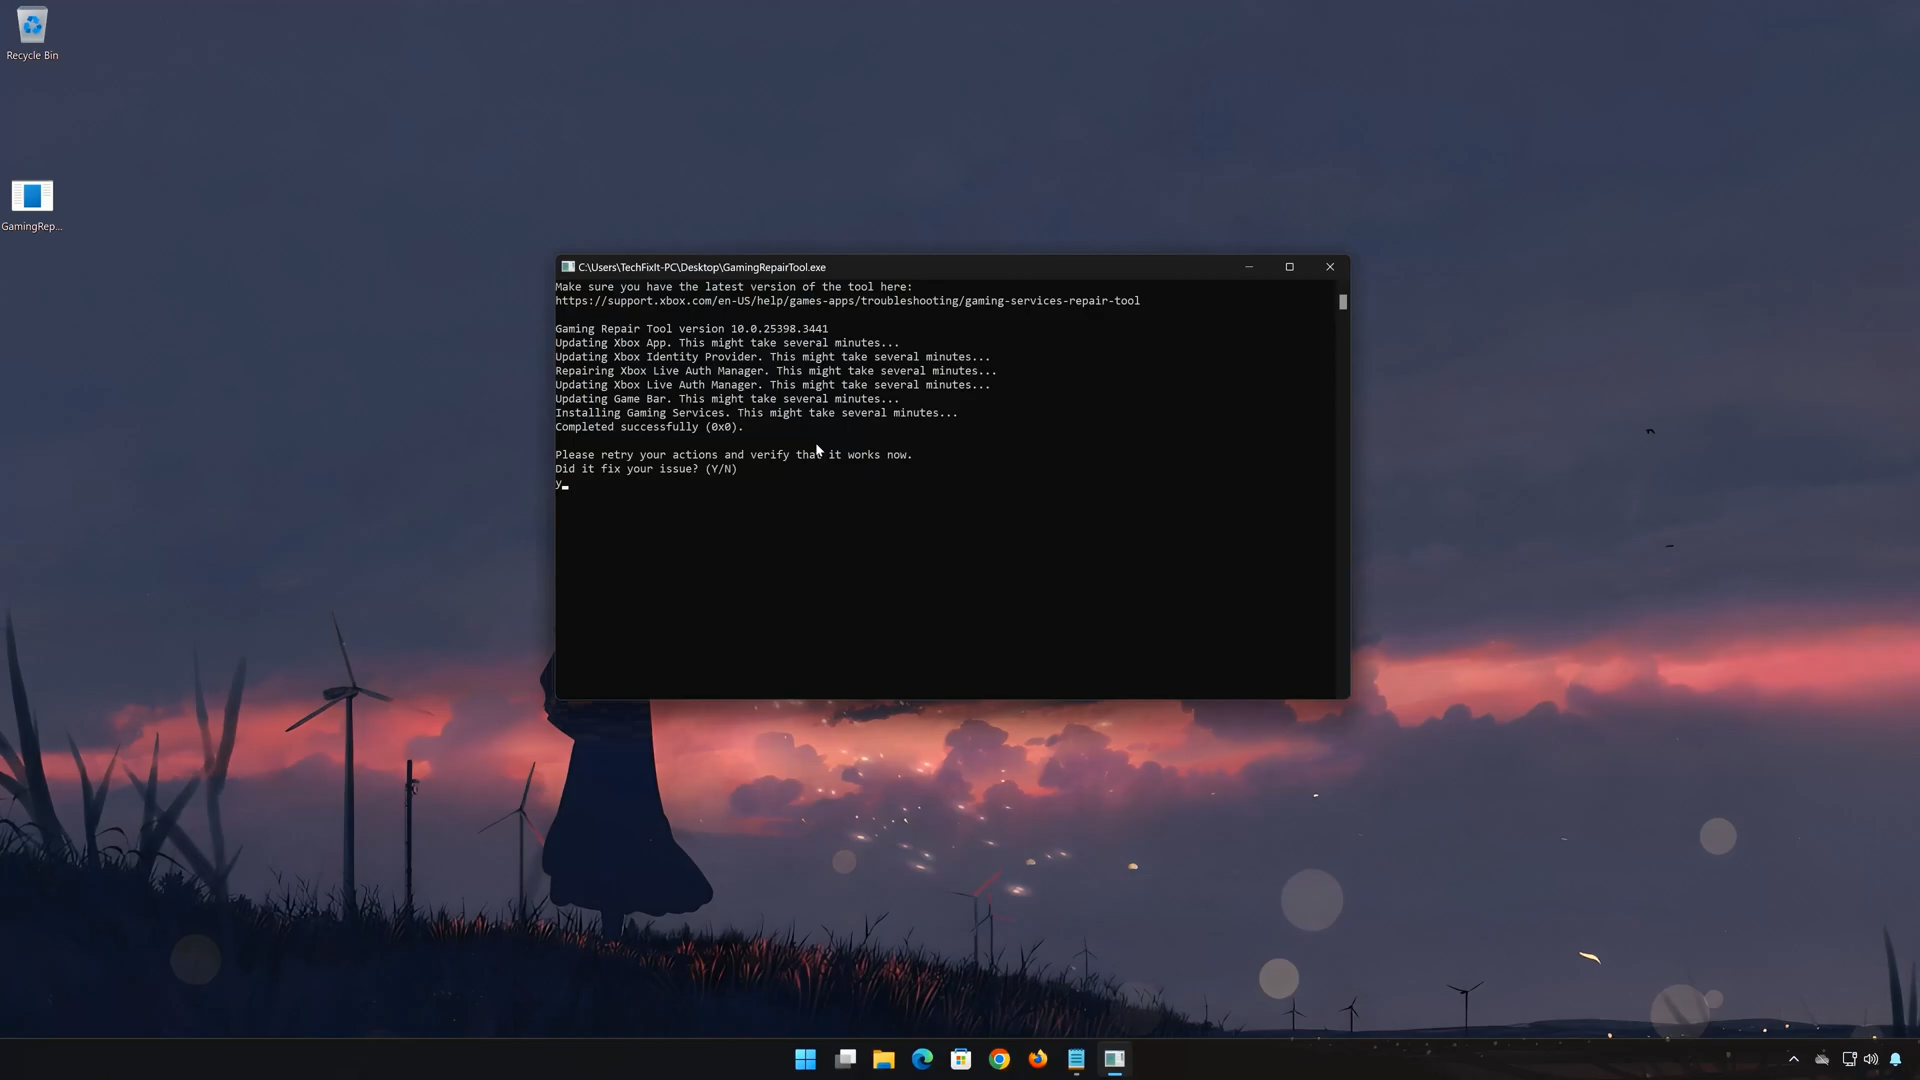 Recycle Bin
GamingRep...
C:\Users\TechFixIt-PC\Desktop\GamingRepairTool.exe
Make sure you have the latest version of the tool here:
https://support.xbox.com/en-US/help/games-apps/troubleshooting/gaming-services-repair-tool
Gaming Repair Tool version 10.0.25398.3441
Updating Xbox App. This might take several minutes...
Updating Xbox Identity Provider. This might take several minutes...
Repairing Xbox Live Auth Manager. This might take several minutes...
Updating Xbox Live Auth Manager. This might take several minutes...
Updating Game Bar. This might take several minutes...
Installing Gaming Services. This might take several minutes...
Completed successfully (0x0).
Please retry your actions and verify that it works now.
Did it fix your issue? (Y/N)
y